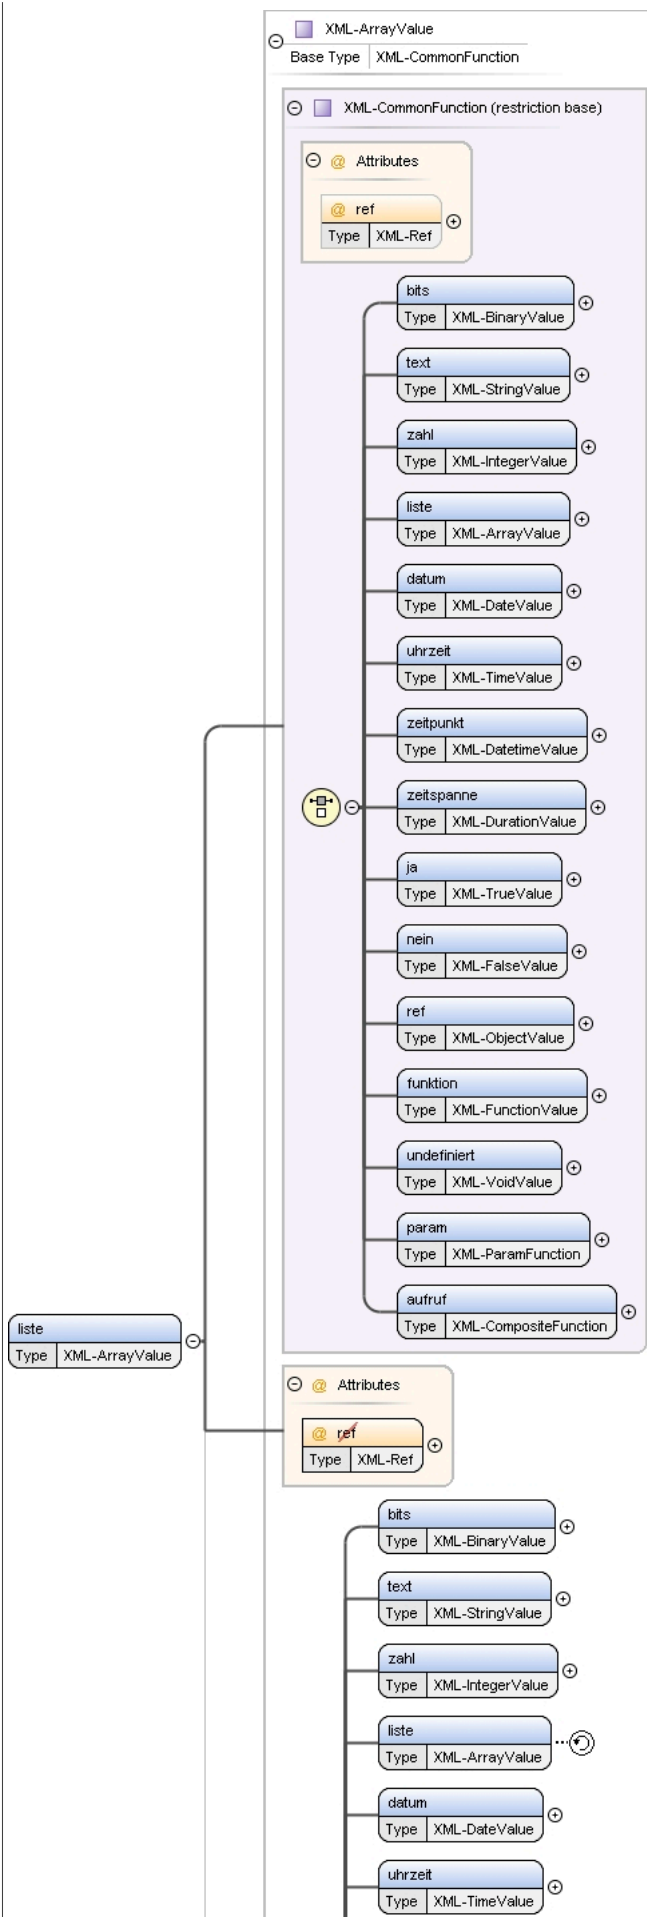 XML-ArrayValue
Base Type XML-CommonFunction
XML-CommonFunction (restriction base)
@ Attributes
@ ref
Type XML-Ref
bits
Type XML-BinaryValue
text
Type XML-StringValue
zahl
Type XML-IntegerValue
liste
Type XML-ArrayValue
datum
Type XML-DateValue
uhrzeit
Type XML-TimeValue
zeitpunkt
Type XML-DatetimeValue
zeitspanne
Type XML-DurationValue
ja
Type XML-TrueValue
nein
Type XML-FalseValue
ref
Type XML-ObjectValue
funktion
Type XML-FunctionValue
undefiniert
Type XML-VoidValue
param
Type XML-ParamFunction
aufruf
Type XML-CompositeFunction
liste
Type XML-ArrayValue
@ Attributes
@ ref
Type XML-Ref
bits
Type XML-BinaryValue
text
Type XML-StringValue
zahl
Type XML-IntegerValue
liste
Type XML-ArrayValue
datum
Type XML-DateValue
uhrzeit
Type XML-TimeValue